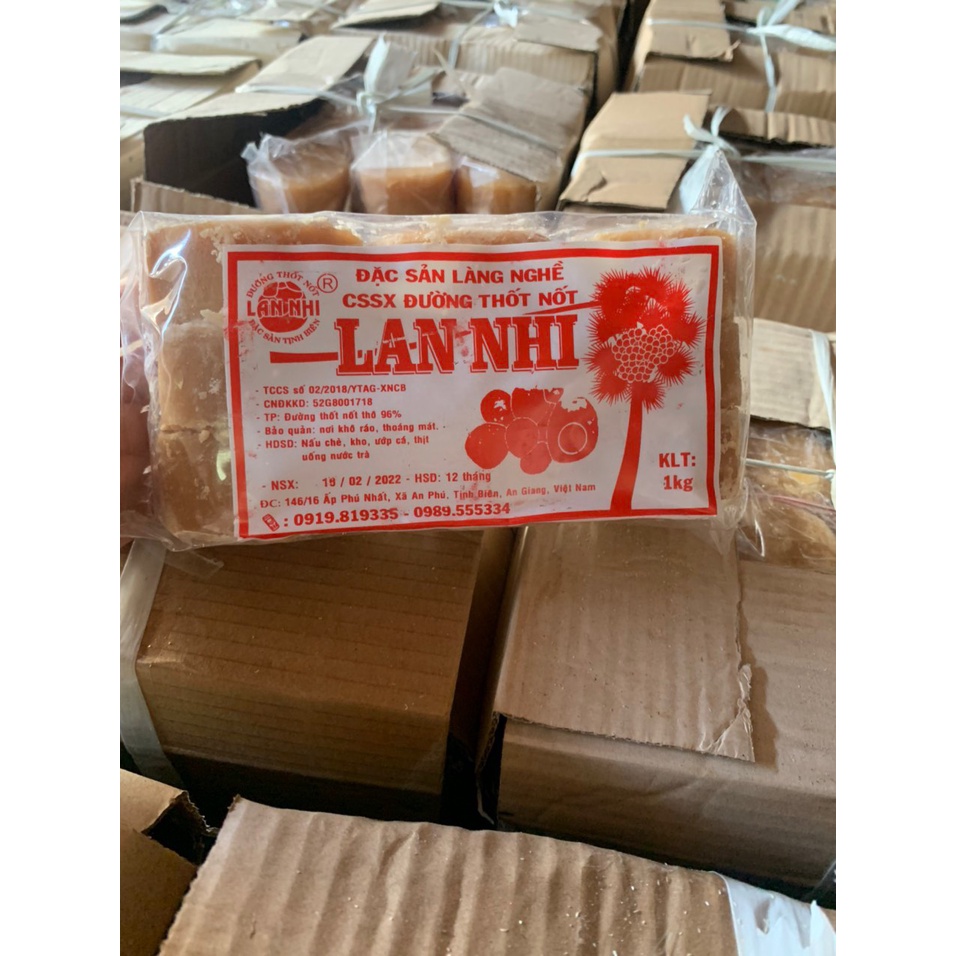 ĐƯỜNG THỐT NỐT
LAN NHI
ĐẶC SẢN TỊNH BIÊN
®
ĐẶC SẢN LÀNG NGHỀ
CSSX ĐƯỜNG THỐT NỐT
LAN NHI
- TCCS số 02/2018/YTAG-XNCB
- CNĐKKD: 52G8001718
- TP: Đường thốt nốt thô 96%
- Bảo quản: nơi khô ráo, thoáng mát.
- HDSD: Nấu chè, kho, ướp cá, thịt
uống nước trà
- NSX: / 02 / 2022 - HSD: 12 tháng
ĐC: 146/16 Ấp Phú Nhất, Xã An Phú, Tịnh Biên, An Giang, Việt Nam
: 0919.819335 - 0989.555334
KLT:
1kg